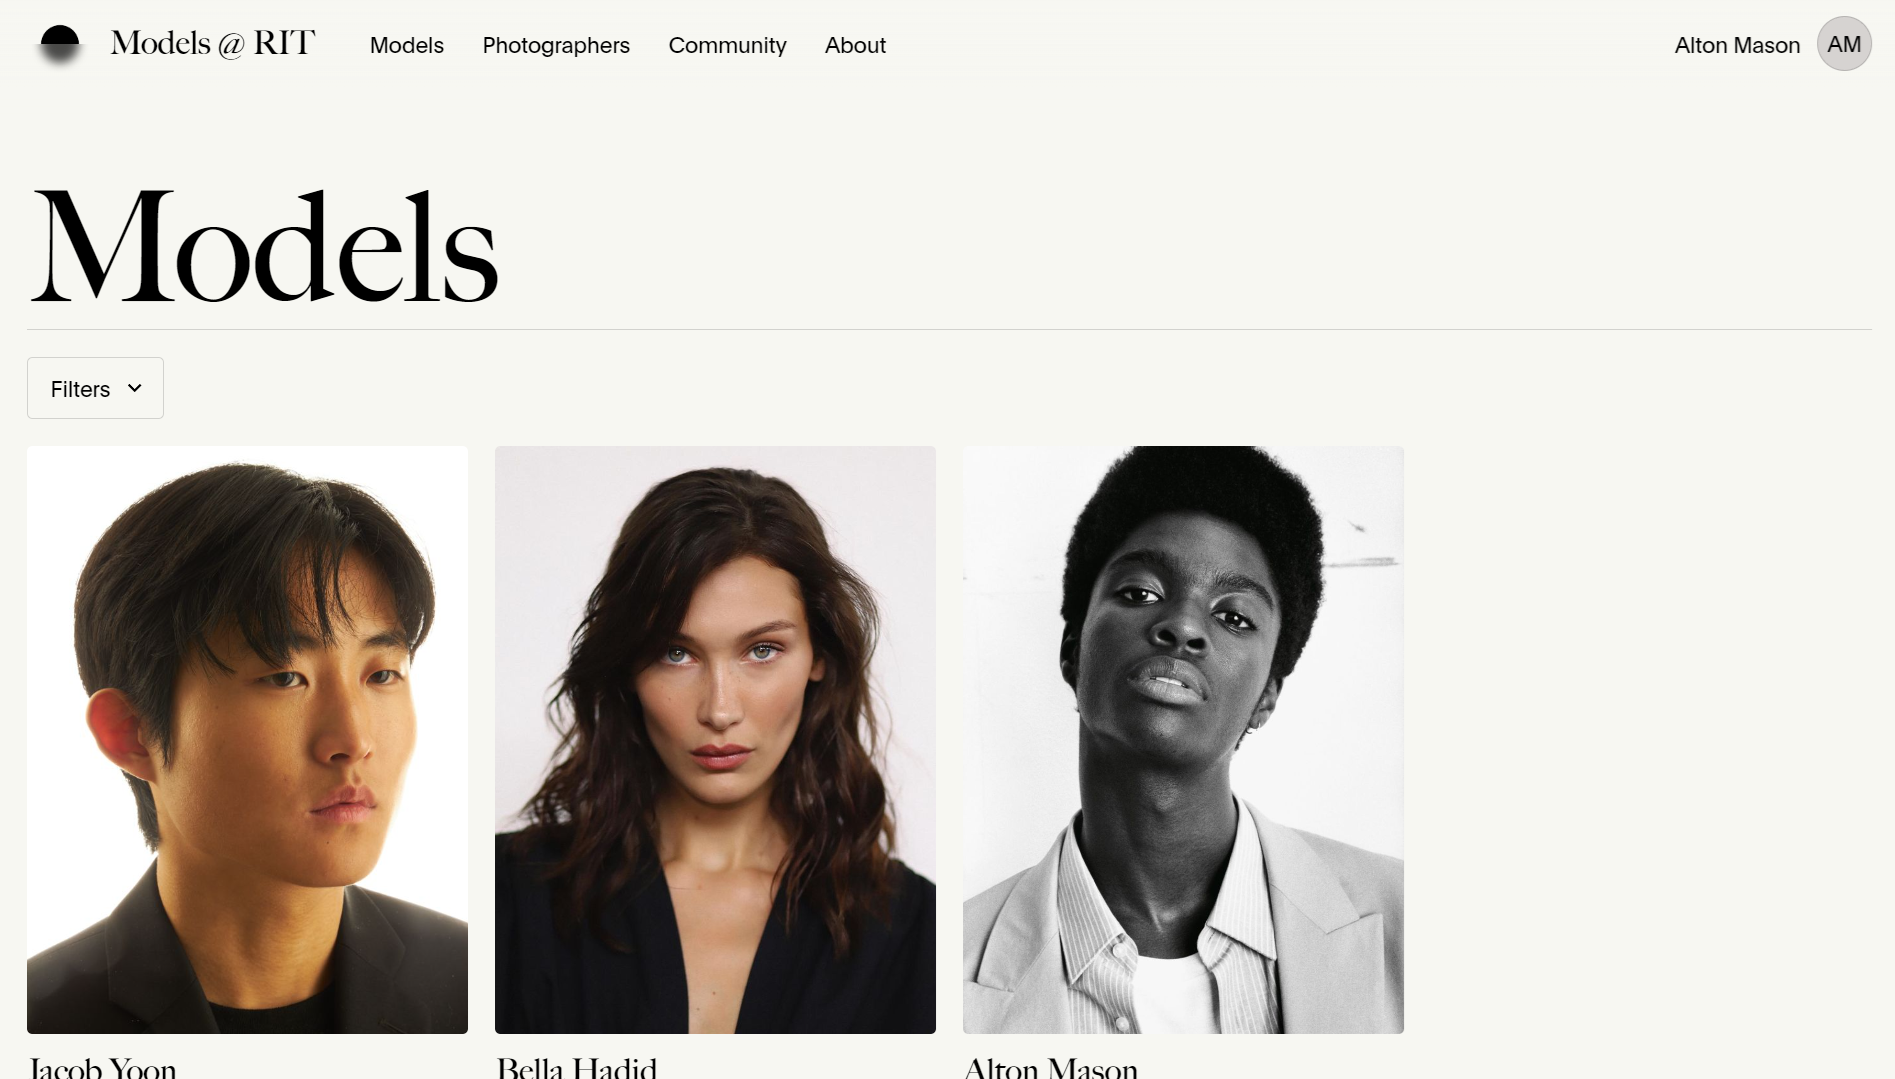 Models @ RIT
Models
Photographers
Community
About
Alton Mason
AM
Models
Filters
Jacob Yoon
Bella Hadid
Alton Mason